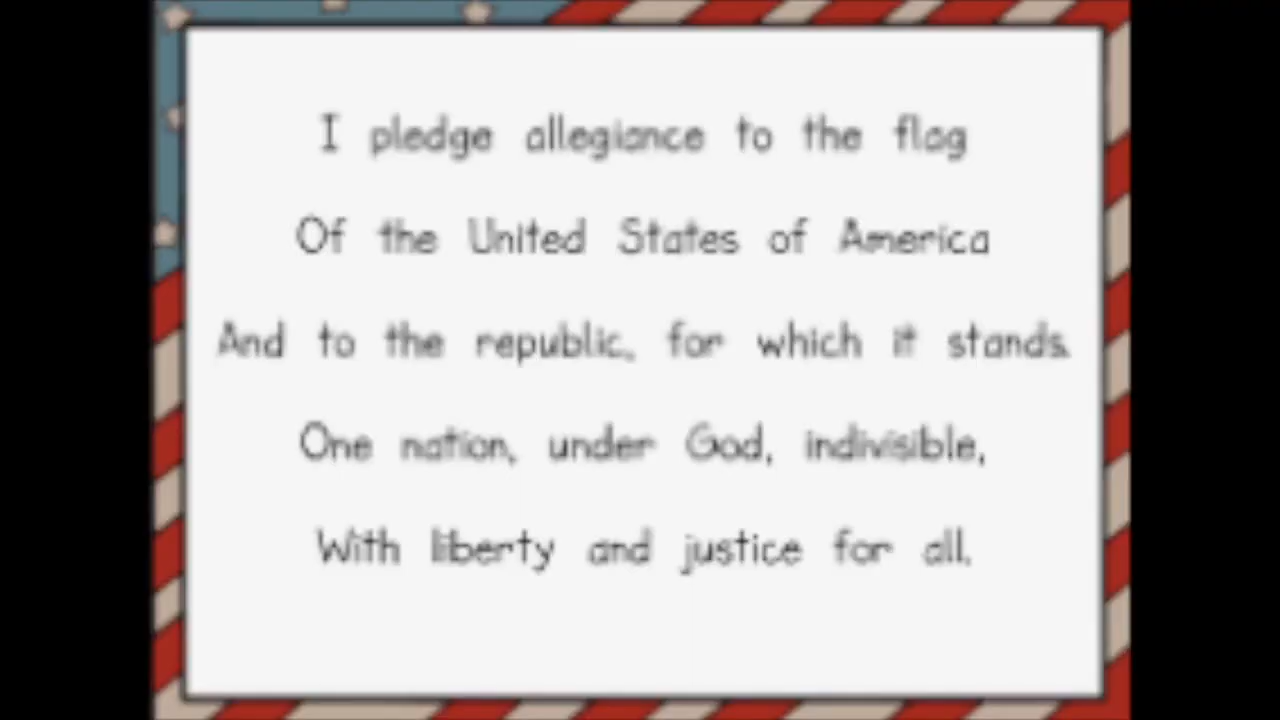 I pledge allegiance to the flag
Of the United States of America
And to the republic, for which it stands.
One nation, under God, indivisible,
With liberty and justice for all.